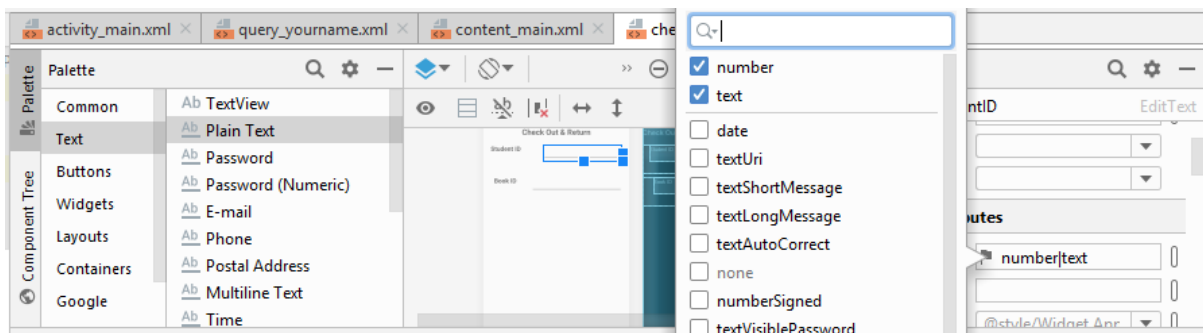 activity_main.xml
query_yourname.xml
content_main.xml
che
Palette
Component Tree
Palette
Common
Text
Buttons
Widgets
Layouts
Containers
Google
Ab TextView
Ab Plain Text
Ab Password
Ab Password (Numeric)
Ab E-mail
Ab Phone
Ab Postal Address
Ab Multiline Text
Ab Time
Check Out & Return
Student ID
Book ID
number
text
date
textUri
textShortMessage
textLongMessage
textAutoCorrect
none
numberSigned
textVisiblePassword
ntID EditText
utes
number|text